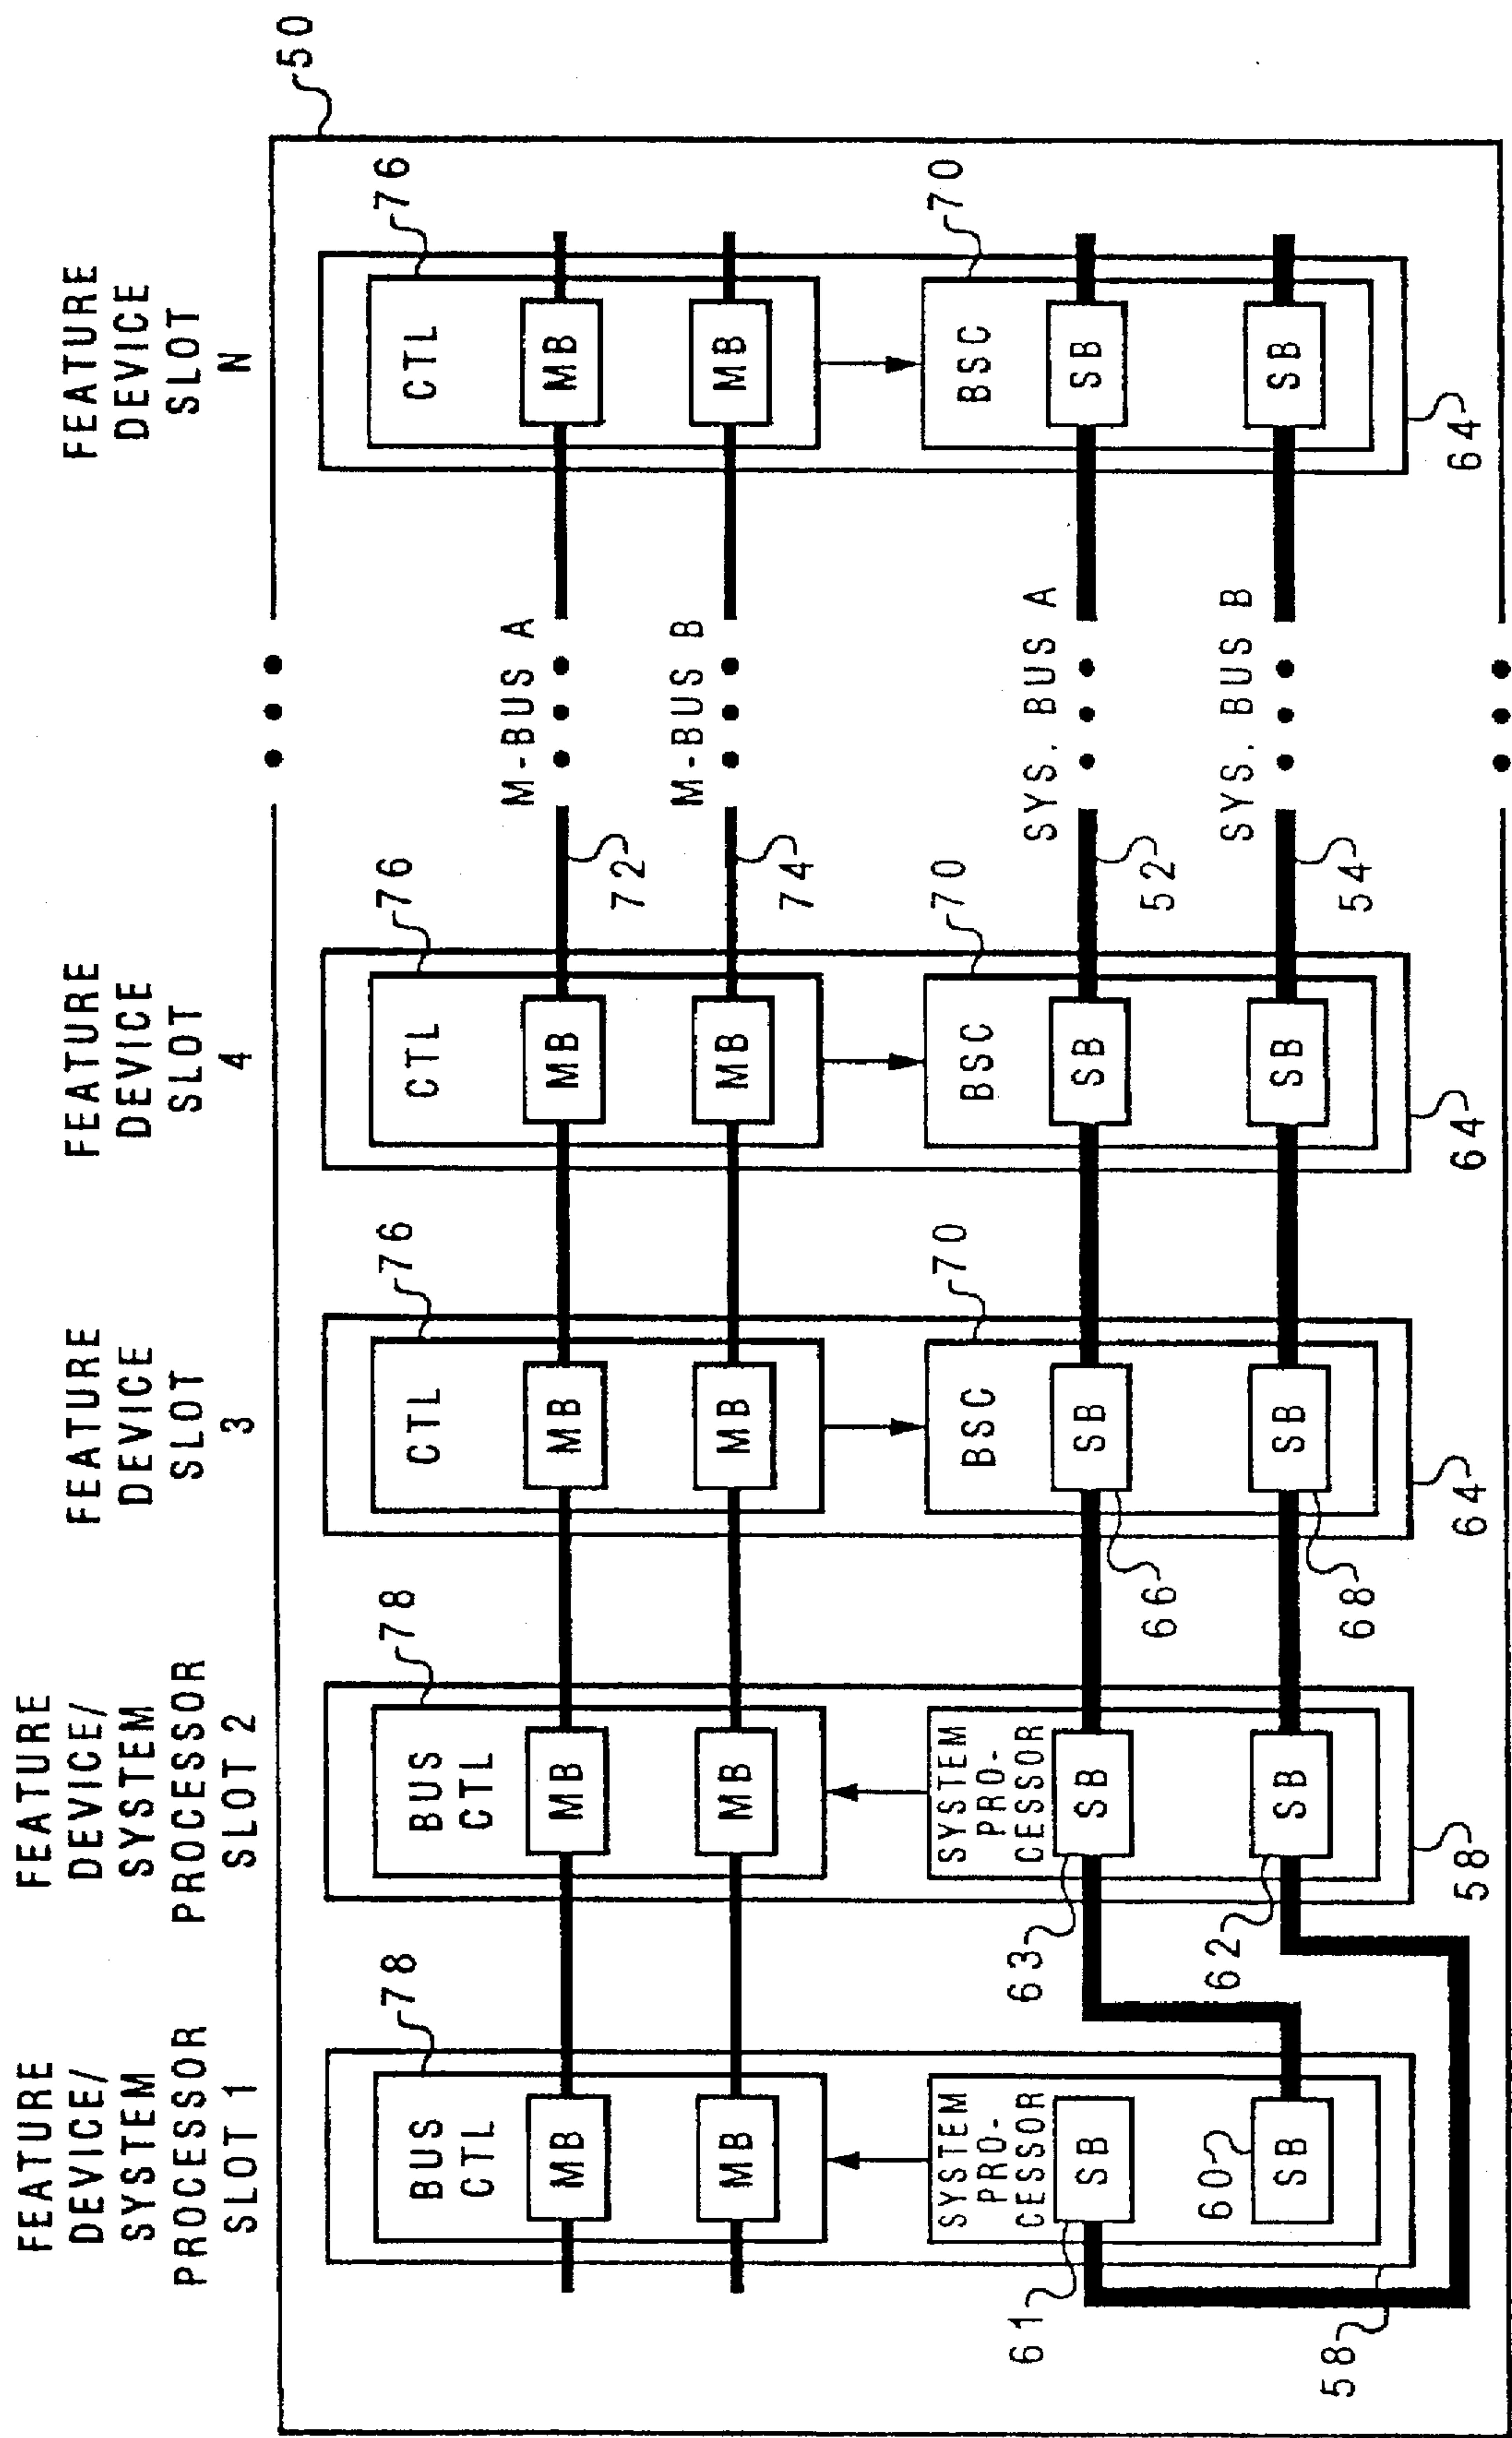 FEATURE
DEVICE/
SYSTEM
PROCESSOR
SLOT 1
FEATURE
DEVICE/
SYSTEM
PROCESSOR
SLOT 2
FEATURE
DEVICE
SLOT
3
FEATURE
DEVICE
SLOT
4
FEATURE
DEVICE
SLOT
N
50
78
78
76
76
76
BUS
CTL
BUS
CTL
CTL
CTL
CTL
M-BUS A
MB
MB
MB
MB
MB
72
M-BUS B
MB
MB
MB
MB
MB
74
70
70
70
SYSTEM
PRO-
CESSOR
SYSTEM
PRO-
CESSOR
BSC
BSC
BSC
SYS. BUS A
61
SB
63
SB
SB
SB
SB
66
52
SYS. BUS B
60
SB
62
SB
SB
SB
SB
68
54
58
58
64
64
64